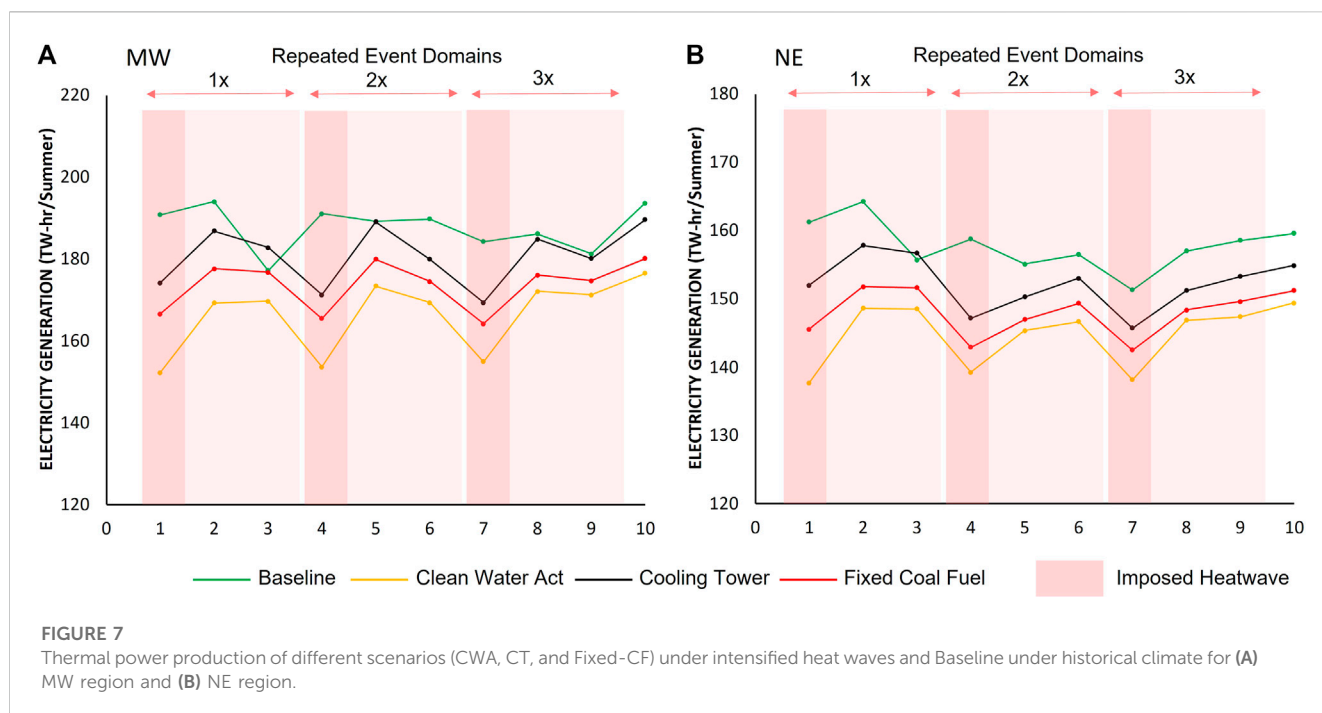 A MW Repeated Event Domains
1x 2x 3x
220
200
180
160
140
120
ELECTRICITY GENERATION (TW-hr/Summer)
0 1 2 3 4 5 6 7 8 9 10
B NE Repeated Event Domains
1x 2x 3x
180
170
160
150
140
130
120
ELECTRICITY GENERATION (TW-hr/Summer)
0 1 2 3 4 5 6 7 8 9 10
Baseline Clean Water Act Cooling Tower Fixed Coal Fuel Imposed Heatwave
FIGURE 7
Thermal power production of different scenarios (CWA, CT, and Fixed-CF) under intensified heat waves and Baseline under historical climate for (A)
MW region and (B) NE region.